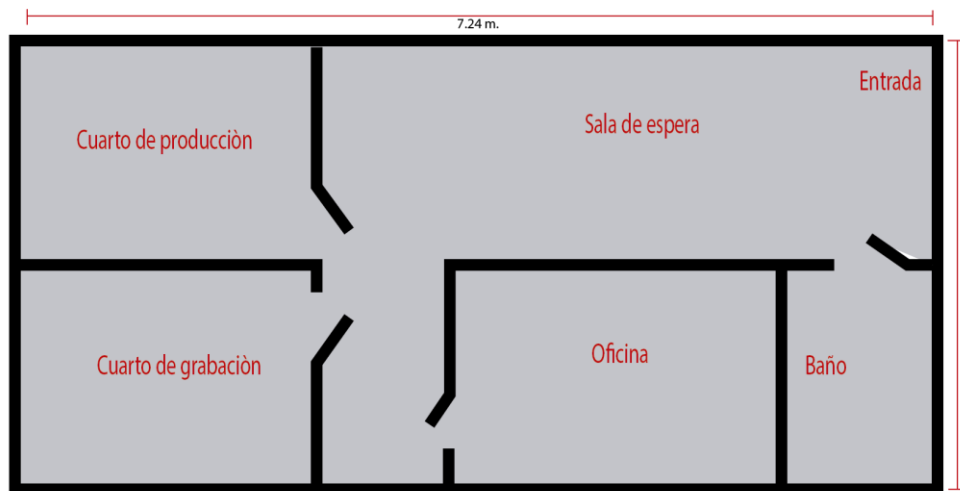 7.24 m.
Entrada
Sala de espera
Cuarto de producciòn
Oficina
Cuarto de grabaciòn
Baño